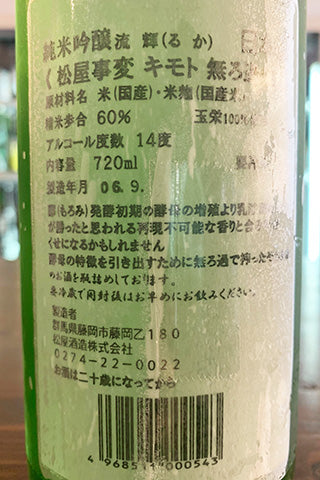 純米吟醸流 輝(るか) 日
く松屋事変 キモト 無ろ過
原材料名 米(国産)・米麹(国産米
精米歩合 60% 玉栄100%
アルコール度数 14度
内容量 720ml
製造年月 06.9.
醪(もろみ)発酵初期の酵母の増殖より乳酸
が勝ったと思われる再現不可能な香りと合
くせになるかもしれません
酵母の特徴を引き出すために無ろ過で搾ったそ
のお酒を瓶詰めしております。
要冷蔵で開封後はお早めにお飲みください。
製造者
群馬県藤岡市藤岡乙180
松屋酒造株式会社
0274-22-0022
お酒は二十歳になってから
4 9685 000543